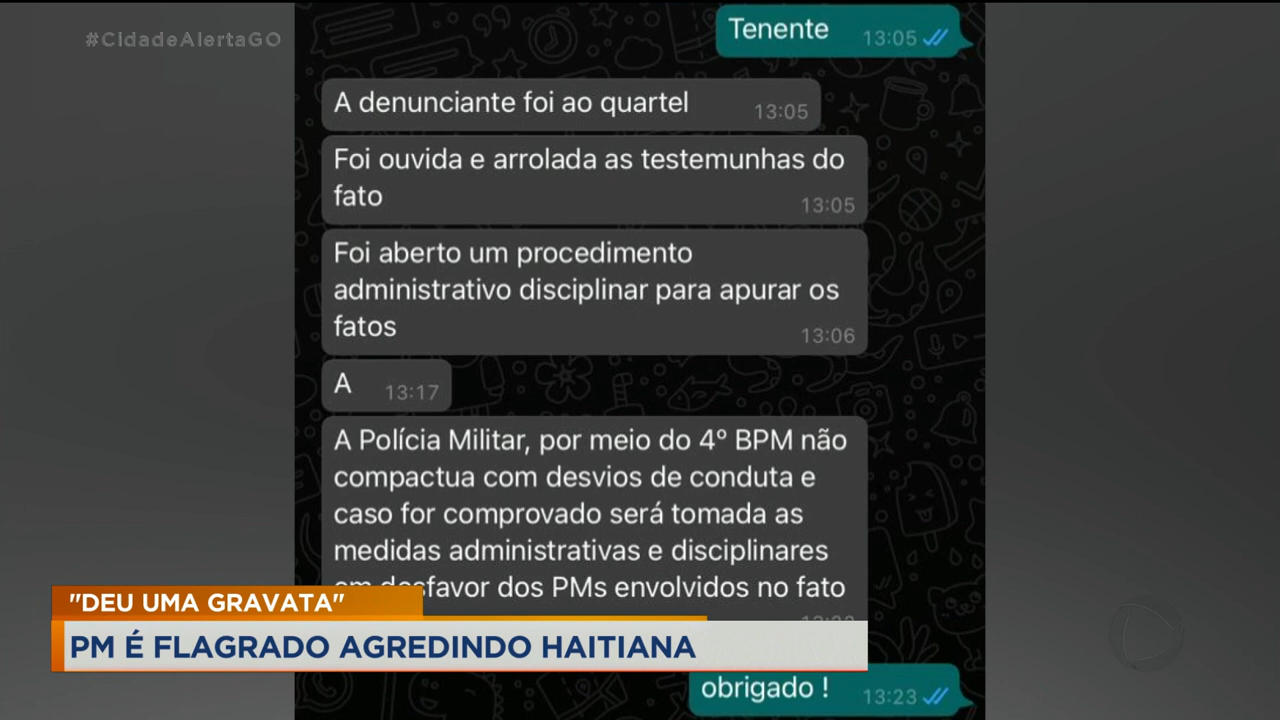 #CidadeAlertaGO
Tenente
13:05
A denunciante foi ao quartel
13:05
Foi ouvida e arrolada as testemunhas do
fato
13:05
Foi aberto um procedimento
administrativo disciplinar para apurar os
fatos
13:06
A
13:17
A Polícia Militar, por meio do 4º BPM não
compactua com desvios de conduta e
caso for comprovado será tomada as
medidas administrativas e disciplinares
em desfavor dos PMs envolvidos no fato
"DEU UMA GRAVATA"
PM É FLAGRADO AGREDINDO HAITIANA
obrigado !
13:23